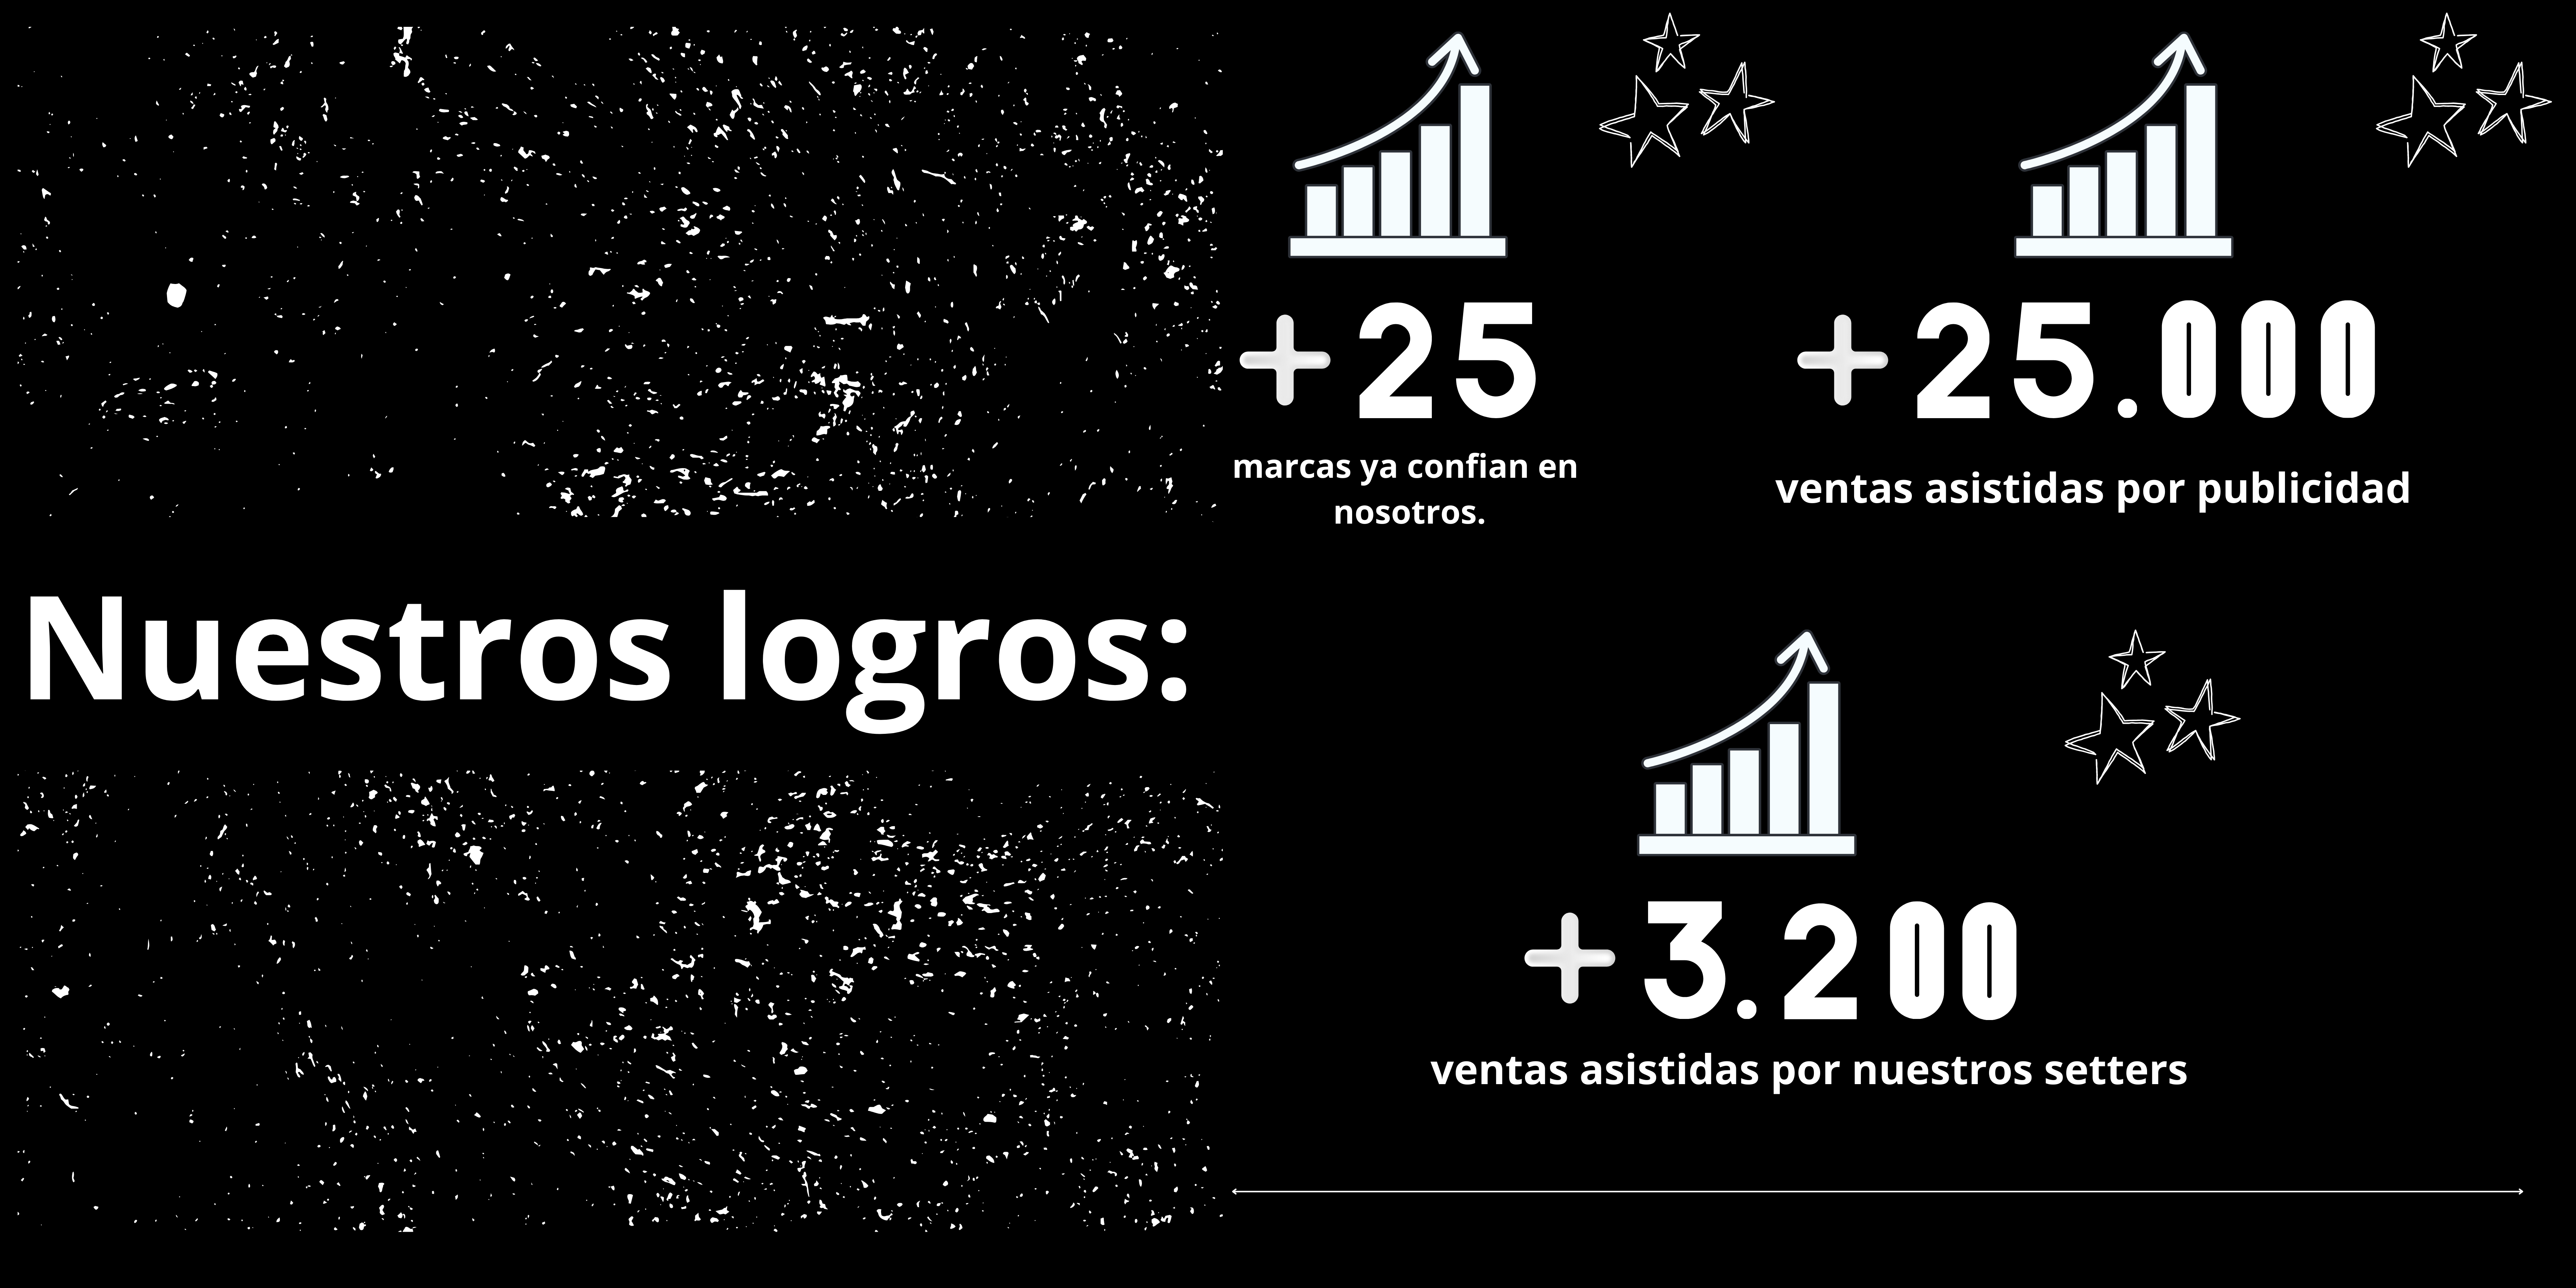 Nuestros logros:
+25
marcas ya confian en
nosotros.
+25.000
ventas asistidas por publicidad
+3.200
ventas asistidas por nuestros setters